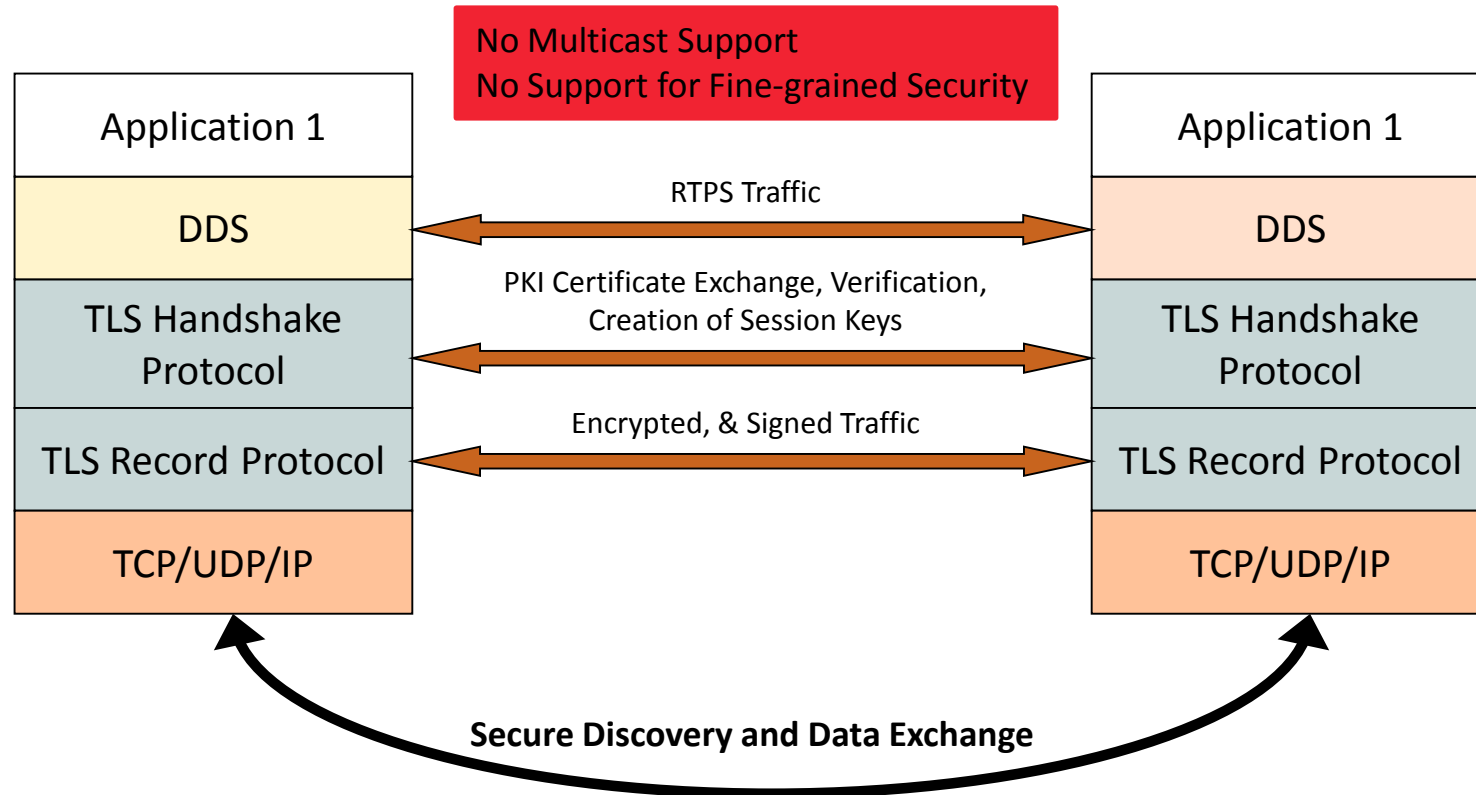 No Multicast Support
No Support for Fine-grained Security
Application 1
DDS
TLS Handshake
Protocol
TLS Record Protocol
TCP/UDP/IP
RTPS Traffic
PKI Certificate Exchange, Verification,
Creation of Session Keys
Encrypted, & Signed Traffic
Application 1
DDS
TLS Handshake
Protocol
TLS Record Protocol
TCP/UDP/IP
Secure Discovery and Data Exchange